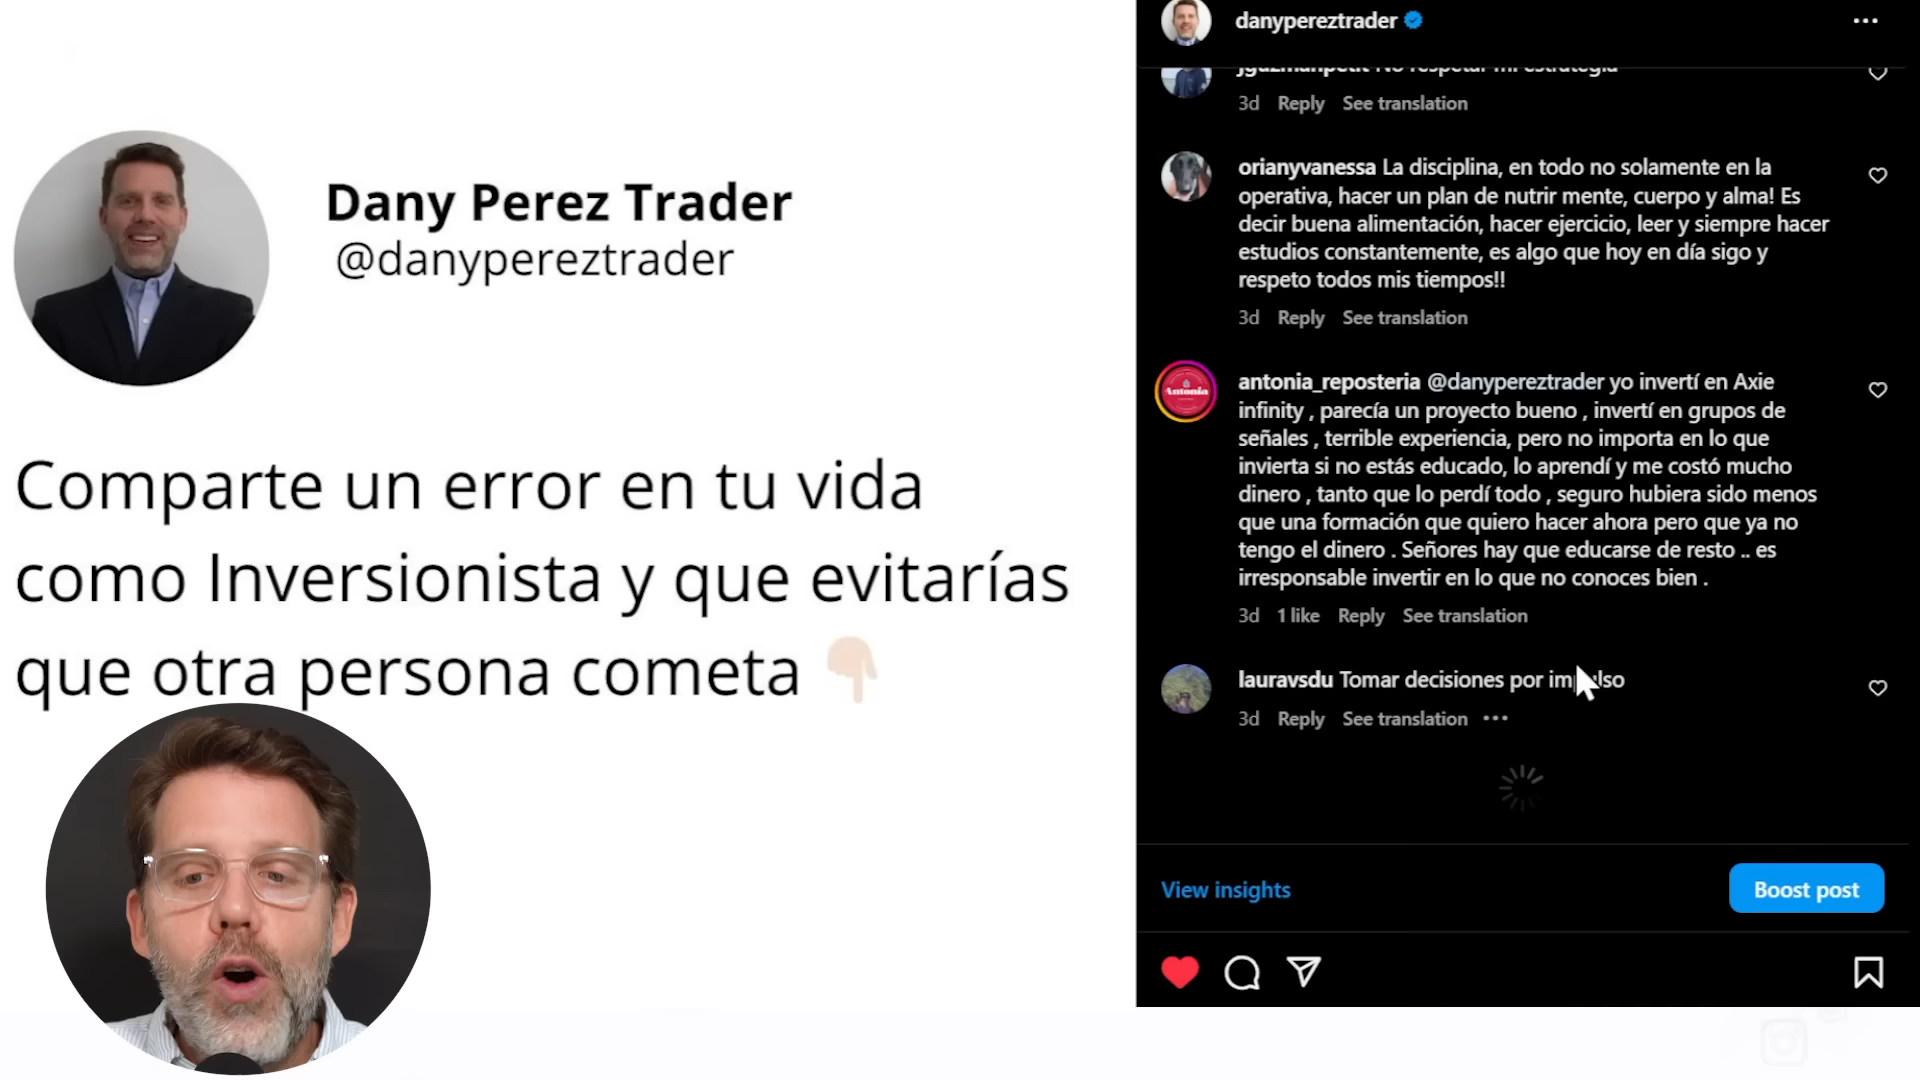 Dany Perez Trader
@danypereztrader
Comparte un error en tu vida
como Inversionista y que evitarías
que otra persona cometa
danypereztrader
jguzmanpetit No respetar mi estrategia
3d Reply See translation
orianyvanessa La disciplina, en todo no solamente en la
operativa, hacer un plan de nutrir mente, cuerpo y alma! Es
decir buena alimentación, hacer ejercicio, leer y siempre hacer
estudios constantemente, es algo que hoy en día sigo y
respeto todos mis tiempos!!
3d Reply See translation
Antonia
antonia_reposteria @danypereztrader yo invertí en Axie
infinity , parecía un proyecto bueno , invertí en grupos de
señales , terrible experiencia, pero no importa en lo que
invierta si no estás educado, lo aprendí y me costó mucho
dinero , tanto que lo perdí todo , seguro hubiera sido menos
que una formación que quiero hacer ahora pero que ya no
tengo el dinero . Señores hay que educarse de resto .. es
irresponsable invertir en lo que no conoces bien .
3d 1 like Reply See translation
lauravsdu Tomar decisiones por impulso
3d Reply See translation
View insights
Boost post